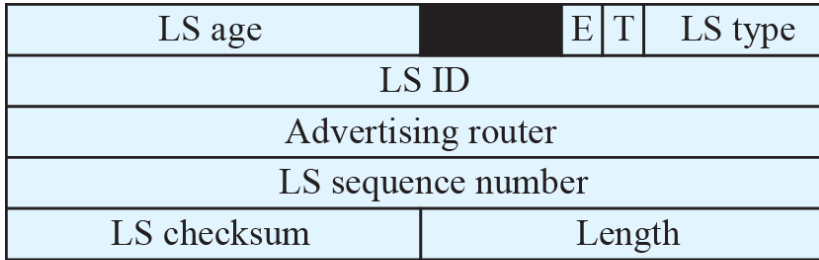 LS age E T LS type
LS ID
Advertising router
LS sequence number
LS checksum Length